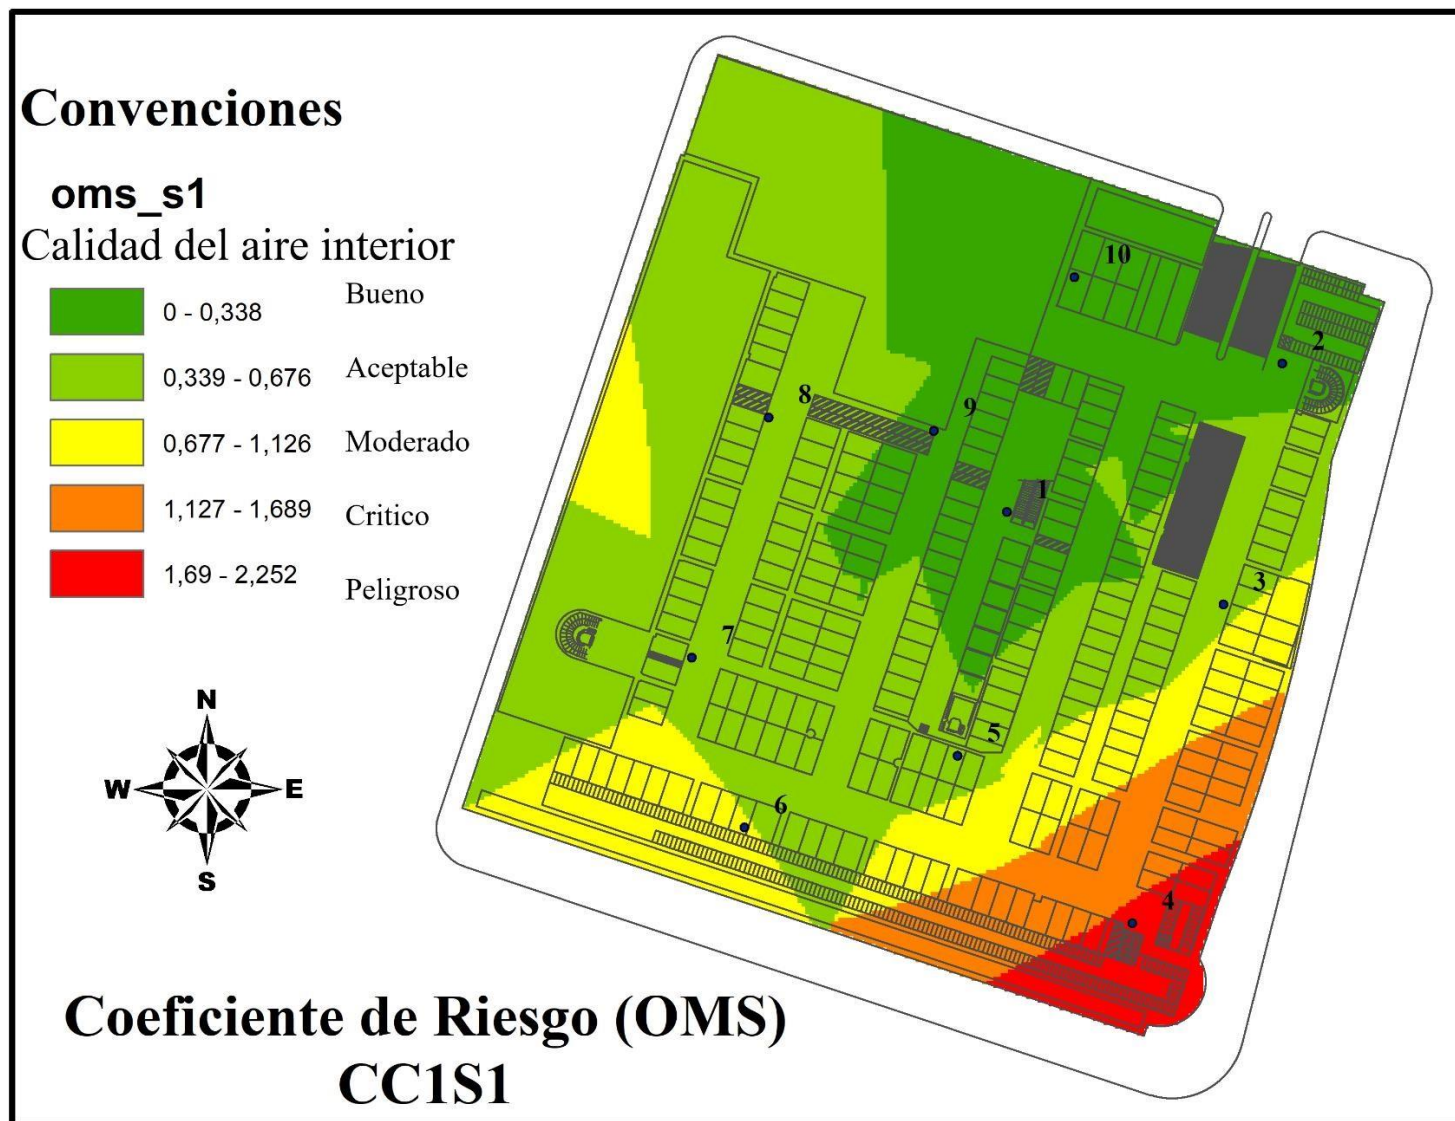 Convenciones
oms_s1
Calidad del aire interior
0 - 0,338 Bueno
0,339 - 0,676 Aceptable
0,677 - 1,126 Moderado
1,127 - 1,689 Critico
1,69 - 2,252 Peligroso
N
W E
S
10
2
8
9
1
3
7
5
6
4
Coeficiente de Riesgo (OMS)
CC1S1